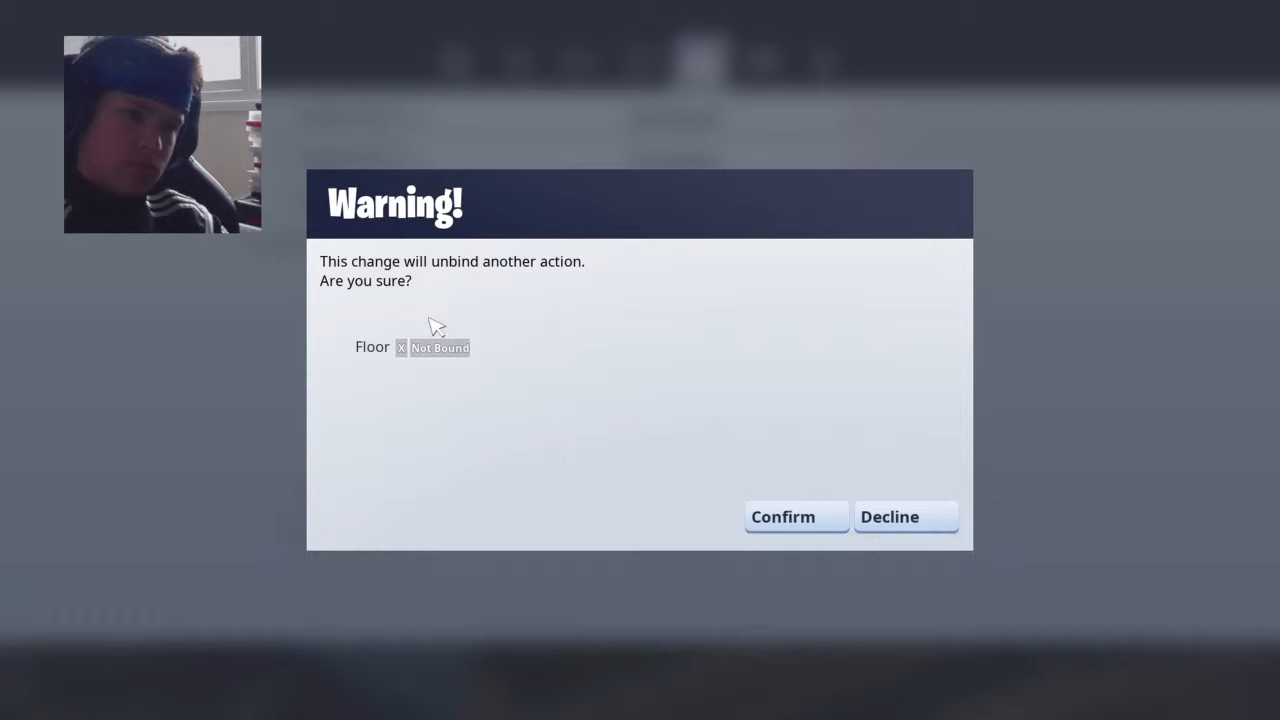 Warning!
This change will unbind another action.
Are you sure?
Floor X Not Bound
Confirm Decline